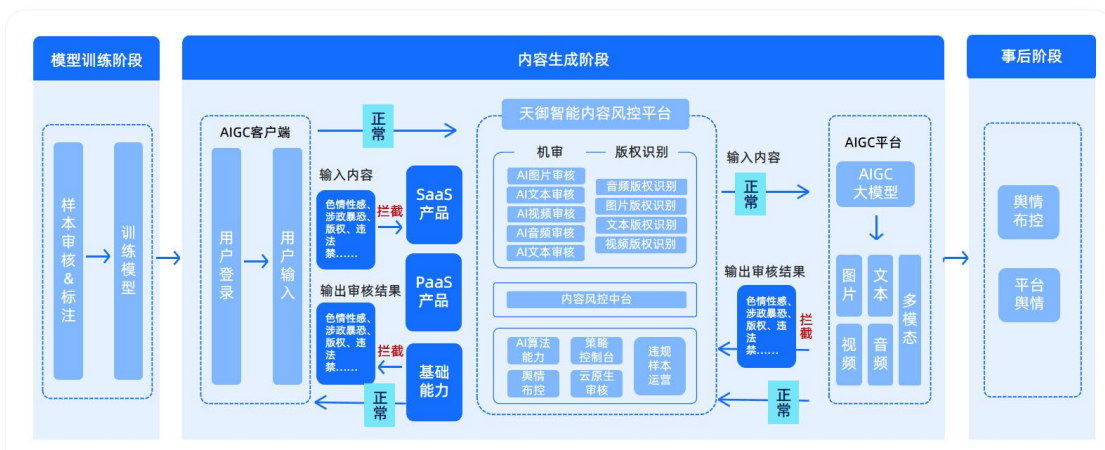 模型训练阶段
样本审核&标注
训练模型
内容生成阶段
AIGC客户端
用户登录
用户输入
正常
输入内容
色情性感、
涉政暴恐、
版权、违
法
禁……
拦截
输出审核结果
色情性感、
涉政暴恐、
版权、违
法
禁……
拦截
正常
SaaS
产品
PaaS
产品
基础
能力
天御智能内容风控平台
机审
AI图片审核
AI文本审核
AI视频审核
AI音频审核
AI文本审核
版权识别
音频版权识别
图片版权识别
文本版权识别
视频版权识别
内容风控中台
AI算法
能力
策略
控制台
舆情
布控
云原生
审核
违规
样本
运营
输入内容
正常
输出审核结果
色情性感、
涉政暴恐、
版权、违
法
禁……
拦截
正常
AIGC平台
AIGC
大模型
图片
文本
视频
音频
多模态
事后阶段
舆情
布控
平台
舆情